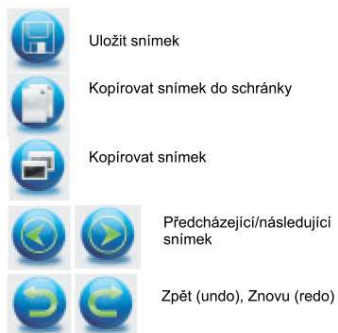 Uložit snímek
Kopírovat snímek do schránky
Kopírovat snímek
Předcházející/následující
snímek
Zpět (undo), Znovu (redo)